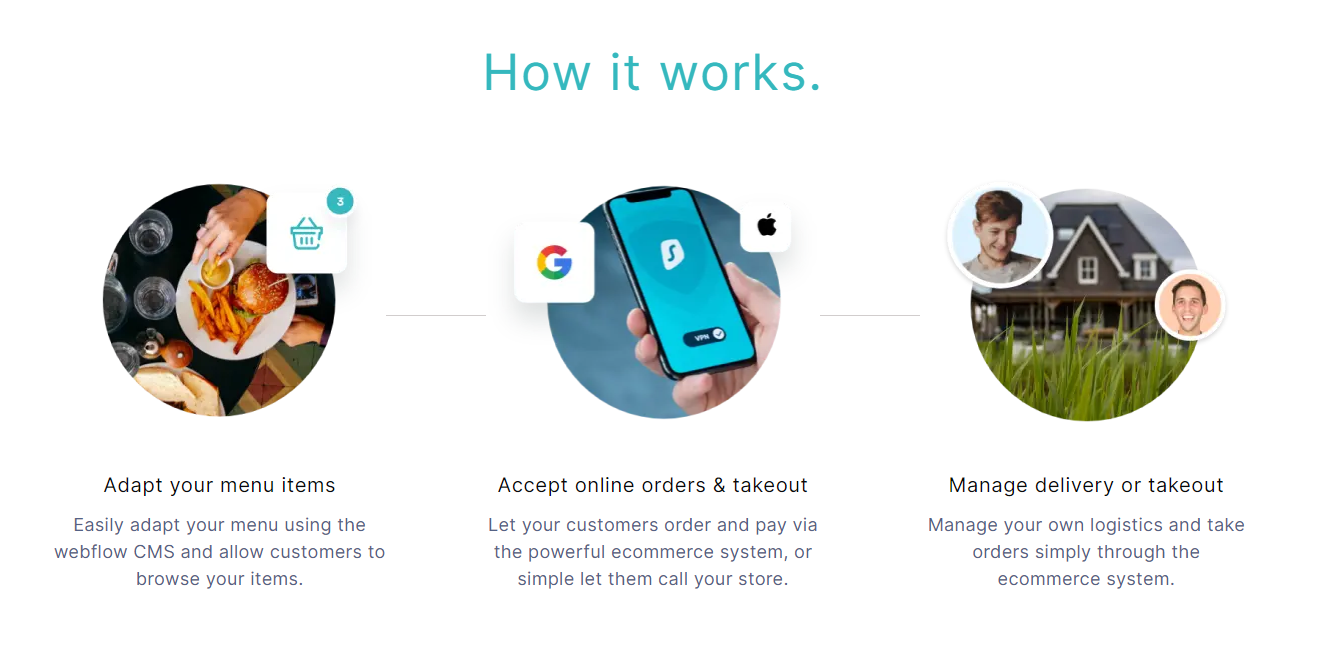 How it works.
3
VPN
Adapt your menu items
Easily adapt your menu using the
webflow CMS and allow customers to
browse your items.
Accept online orders & takeout
Let your customers order and pay via
the powerful ecommerce system, or
simple let them call your store.
Manage delivery or takeout
Manage your own logistics and take
orders simply through the
ecommerce system.